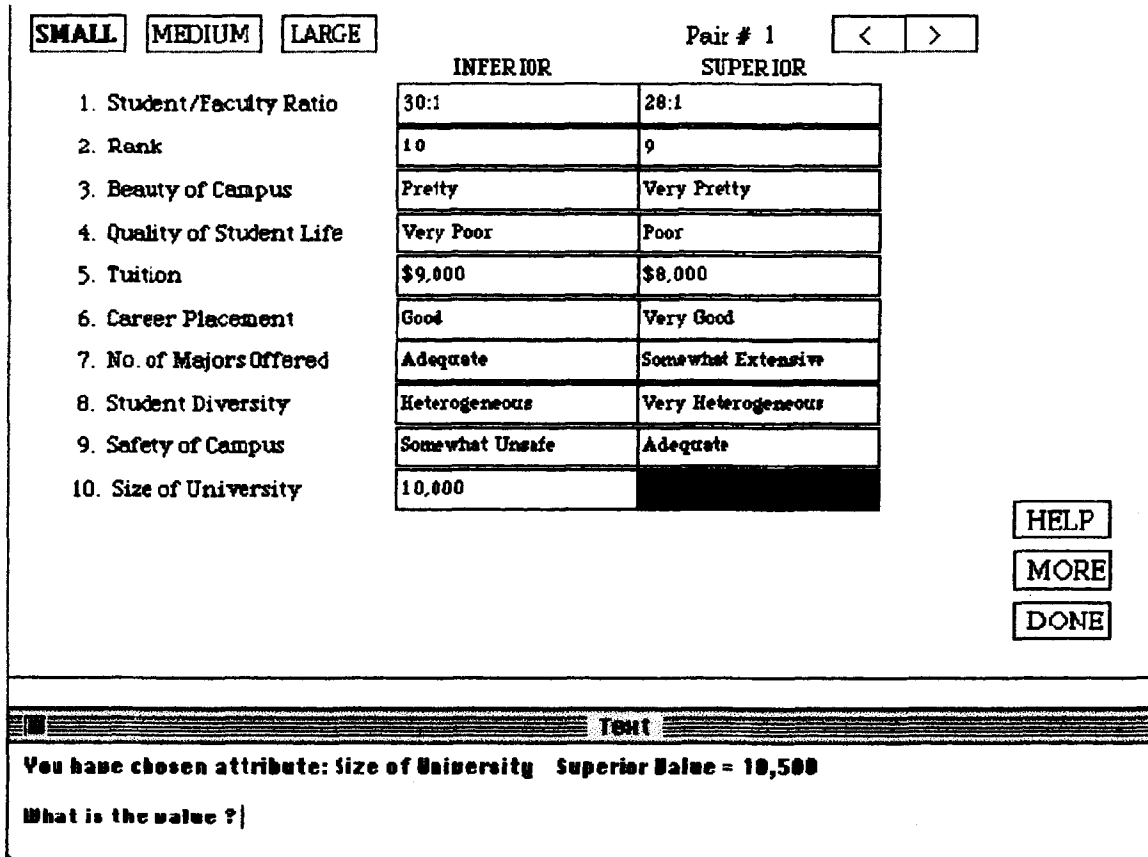 SMALL MEDIUM LARGE Pair # 1 < >
INFERIOR SUPERIOR
1. Student/Faculty Ratio 30:1 28:1
2. Rank 10 9
3. Beauty of Campus Pretty Very Pretty
4. Quality of Student Life Very Poor Poor
5. Tuition $9,000 $8,000
6. Career Placement Good Very Good
7. No. of Majors Offered Adequate Somewhat Extensive
8. Student Diversity Heterogeneous Very Heterogeneous
9. Safety of Campus Somewhat Unsafe Adequate
10. Size of University 10,000
HELP
MORE
DONE
Text
You have chosen attribute: Size of University Superior Value = 10,500
What is the value ?